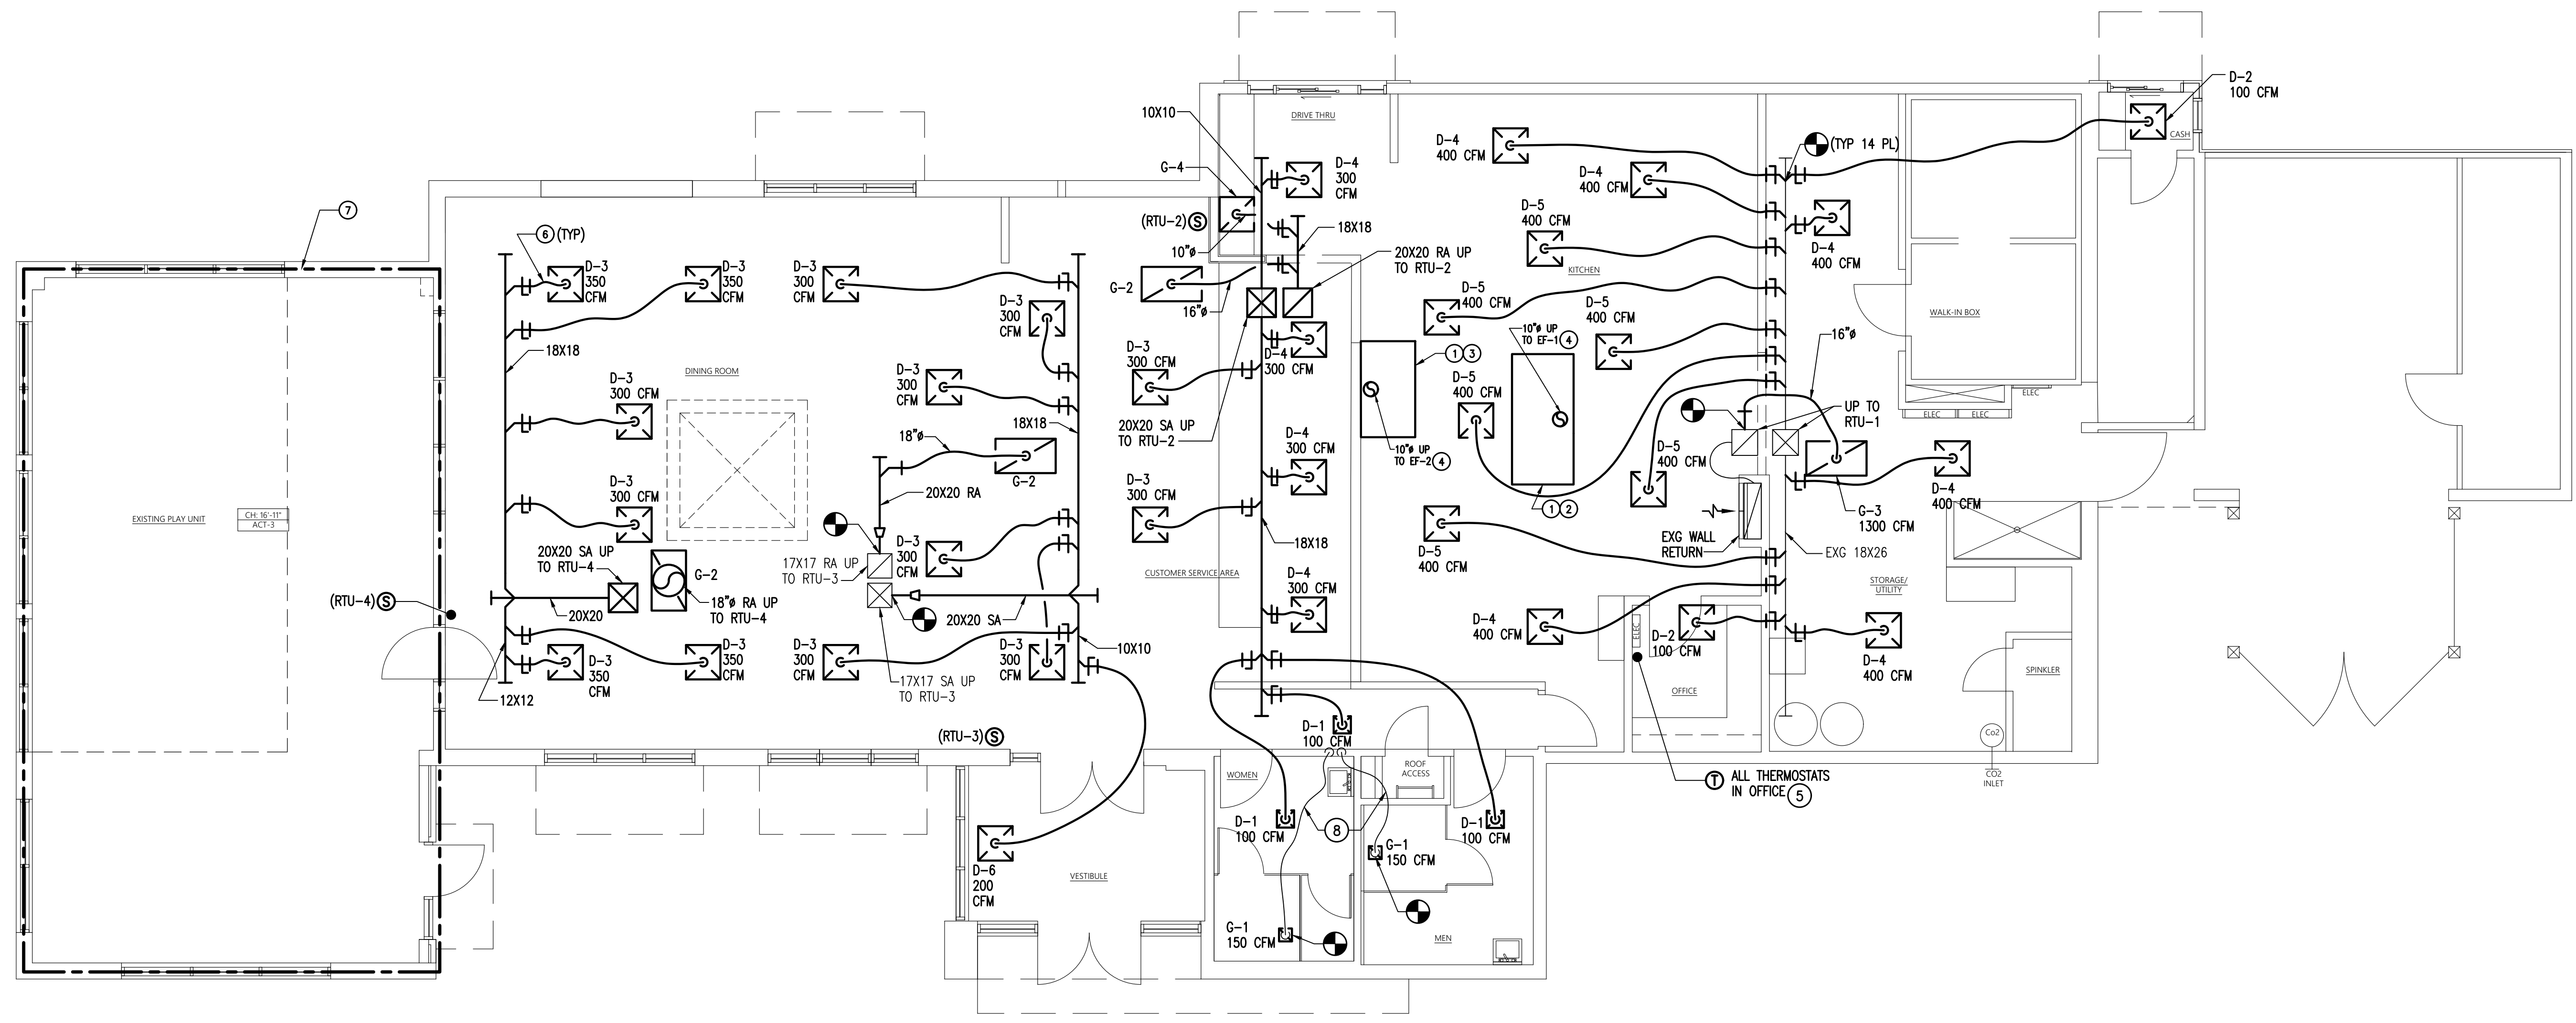 D-2
100 CFM
CASH
10X10
DRIVE THRU
G-4
D-4
300
CFM
D-4
400 CFM
(TYP 14 PL)
D-4
400 CFM
D-5
400 CFM
D-4
400 CFM
7
6 (TYP)
(RTU-2) S
10"ø
18X18
20X20 RA UP
TO RTU-2
KITCHEN
D-3
350
CFM
D-3
350
CFM
D-3
300
CFM
D-3
300
CFM
G-2
16"ø
D-5
400 CFM
D-5
400 CFM
WALK-IN BOX
18X18
DINING ROOM
D-3
300 CFM
D-3
300
CFM
D-3
300 CFM
D-4
300 CFM
1 3
10"ø UP
TO EF-1 4
16"ø
D-5
400 CFM
ELEC
ELEC
ELEC
18X18
20X20 SA UP
TO RTU-2
UP TO
RTU-1
18"ø
G-2
D-4
300 CFM
10"ø UP
TO EF-2 4
D-5
400 CFM
D-4
400 CFM
D-3
300 CFM
20X20 RA
D-3
300 CFM
1 2
G-3
1300 CFM
EXISTING PLAY UNIT
CH: 16'-11"
ACT-3
20X20 SA UP
TO RTU-4
17X17 RA UP
TO RTU-3
D-3
300
CFM
18X18
D-5
400 CFM
EXG WALL
RETURN
EXG 18X26
G-2
CUSTOMER SERVICE AREA
D-4
300 CFM
STORAGE/
UTILITY
(RTU-4) S
20X20
18"ø RA UP
TO RTU-4
20X20 SA
D-4
400 CFM
ELEC
D-2
100 CFM
D-3
350
CFM
D-3
350
CFM
D-3
300
CFM
D-3
300
CFM
10X10
D-4
400 CFM
SPINKLER
12X12
17X17 SA UP
TO RTU-3
OFFICE
(RTU-3) S
D-1
100 CFM
Co2
CO2
INLET
WOMEN
ROOF
ACCESS
T ALL THERMOSTATS
IN OFFICE 5
D-1
100 CFM
8
D-1
100 CFM
G-1
150 CFM
D-6
200
CFM
VESTIBULE
G-1
150 CFM
MEN